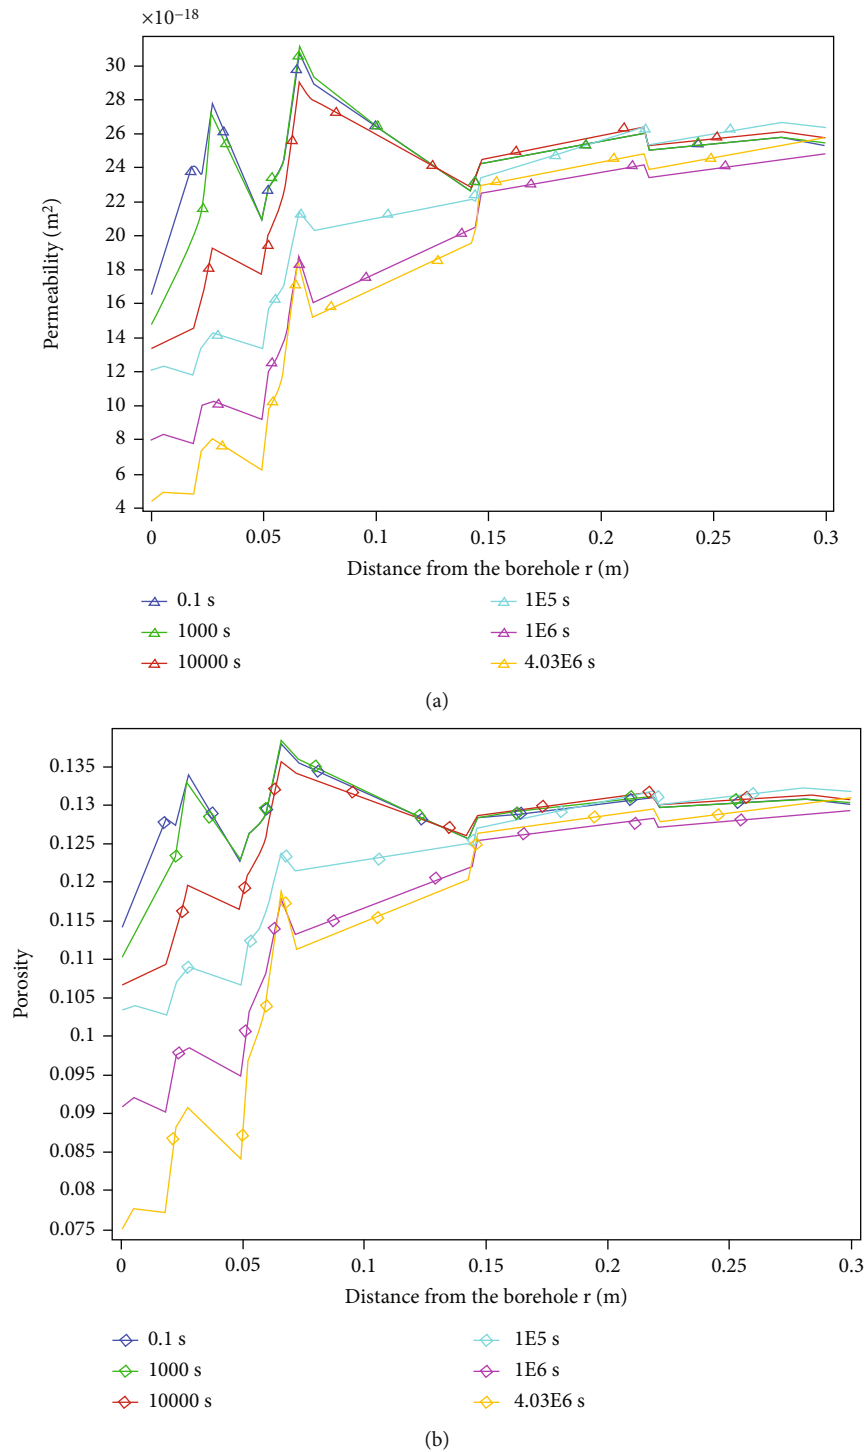 ×10⁻¹⁸
30
28
26
24
22
20
18
16
14
12
10
8
6
4
Permeability (m²)
0 0.05 0.1 0.15 0.2 0.25 0.3
Distance from the borehole r (m)
0.1 s 1E5 s
1000 s 1E6 s
10000 s 4.03E6 s
(a)
0.135
0.13
0.125
0.12
0.115
0.11
0.105
0.1
0.095
0.09
0.085
0.08
0.075
Porosity
0 0.05 0.1 0.15 0.2 0.25 0.3
Distance from the borehole r (m)
0.1 s 1E5 s
1000 s 1E6 s
10000 s 4.03E6 s
(b)